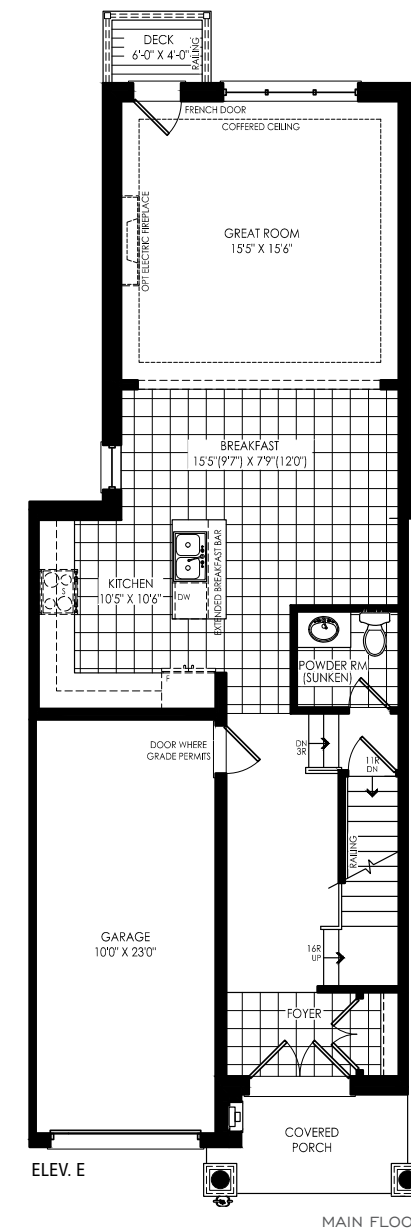 DECK
6'-0" X 4'-0"
RAILING
FRENCH DOOR
COFFERED CEILING
OPT ELECTRIC FIREPLACE
GREAT ROOM
15'5" X 15'6"
BREAKFAST
15'5"(9'7") X 7'9"(12'0")
KITCHEN
10'5" X 10'6"
S
DW
EXTENDED BREAKFAST BAR
F
POWDER RM
(SUNKEN)
DOOR WHERE
GRADE PERMITS
DN
3R
11R
DN
RAILING
GARAGE
10'0" X 23'0"
16R
UP
FOYER
COVERED
PORCH
ELEV. E
MAIN FLOO